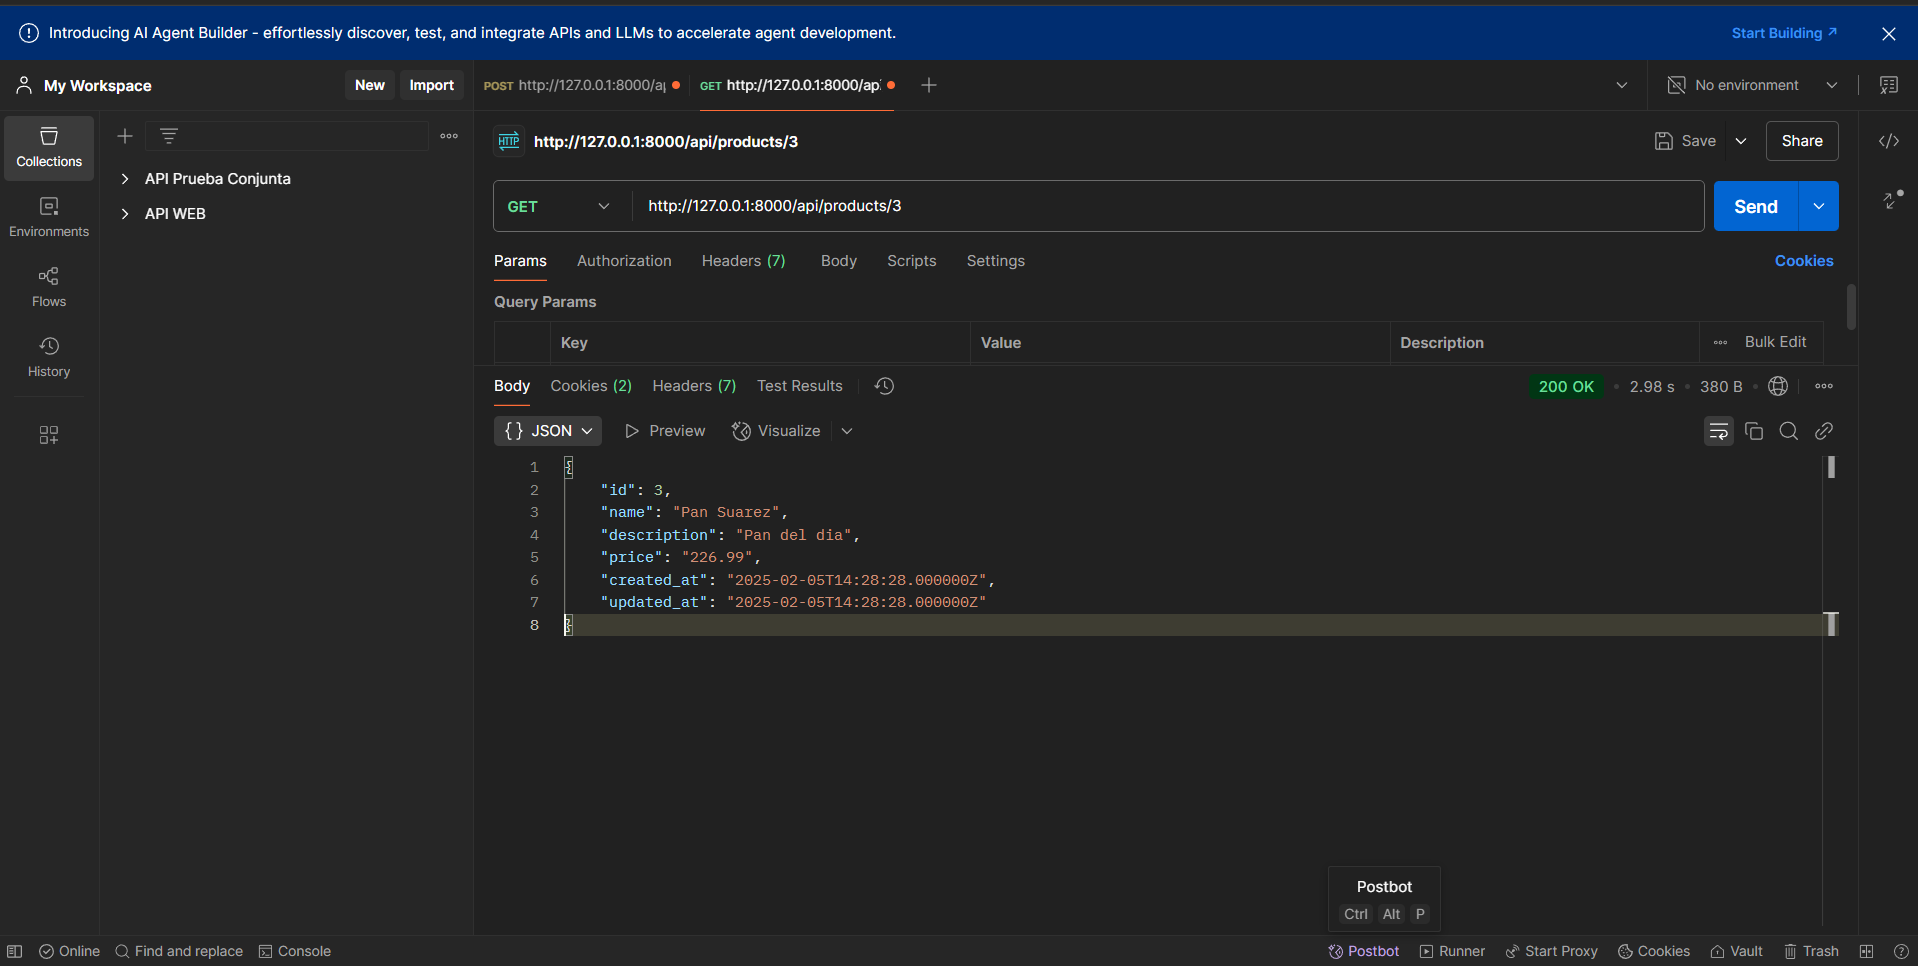 Introducing AI Agent Builder - effortlessly discover, test, and integrate APIs and LLMs to accelerate agent development.
Start Building
My Workspace
New
Import
POST http://127.0.0.1:8000/a
GET http://127.0.0.1:8000/ap
No environment
Collections
Environments
Flows
History
API Prueba Conjunta
API WEB
HTTP
http://127.0.0.1:8000/api/products/3
Save
Share
GET
http://127.0.0.1:8000/api/products/3
Send
Params
Authorization
Headers (7)
Body
Scripts
Settings
Cookies
Query Params
Key
Value
Description
Bulk Edit
Body
Cookies (2)
Headers (7)
Test Results
200 OK
2.98 s
380 B
{} JSON
Preview
Visualize
1 {
2 "id": 3,
3 "name": "Pan Suarez",
4 "description": "Pan del dia",
5 "price": "226.99",
6 "created_at": "2025-02-05T14:28:28.000000Z",
7 "updated_at": "2025-02-05T14:28:28.000000Z"
8 }
Postbot
Ctrl Alt P
Online
Find and replace
Console
Postbot
Runner
Start Proxy
Cookies
Vault
Trash